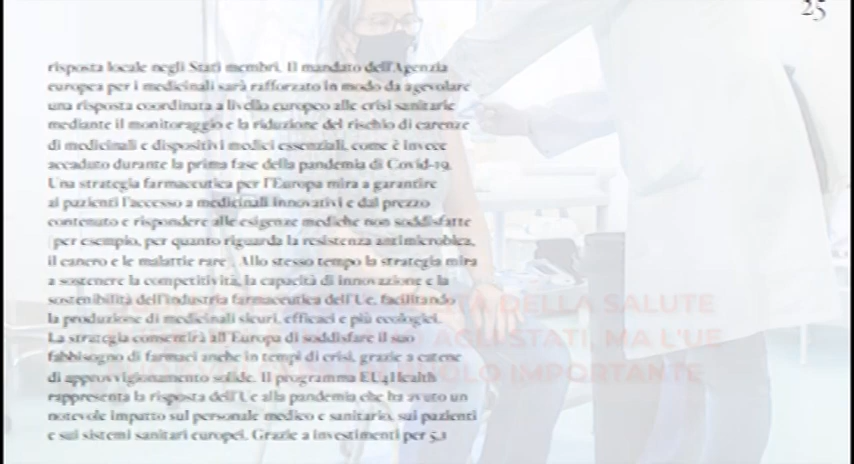 25
risposta locale negli Stati membri. Il mandato dell'Agenzia
europea per i medicinali sarà rafforzato in modo da agevolare
una risposta coordinata a livello europeo alle crisi sanitarie
mediante il monitoraggio e la riduzione del rischio di carenze
di medicinali e dispositivi medici essenziali, come è invece
accaduto durante la prima fase della pandemia di Covid-19.
Una strategia farmaceutica per l'Europa mira a garantire
ai pazienti l'accesso a medicinali innovativi e dal prezzo
contenuto e rispondere alle esigenze mediche non soddisfatte
(per esempio, per quanto riguarda la resistenza antimicrobica,
il cancro e le malattie rare). Allo stesso tempo la strategia mira
a sostenere la competitività, la capacità di innovazione e la
sostenibilità dell'industria farmaceutica dell'Ue, facilitando
la produzione di medicinali sicuri, efficaci e più ecologici.
La strategia consentirà all'Europa di soddisfare il suo
fabbisogno di farmaci anche in tempi di crisi, grazie a catene
di approvvigionamento solide. Il programma EU4Health
rappresenta la risposta dell'Ue alla pandemia che ha avuto un
notevole impatto sul personale medico e sanitario, sui pazienti
e sui sistemi sanitari europei. Grazie a investimenti per 5,1
DELLA SALUTE
AGLI STATI, MA L'UE
IMPORTANTE